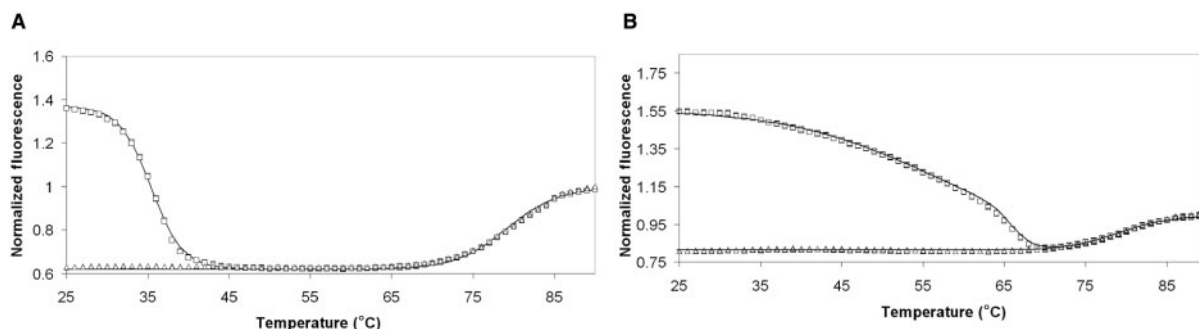 A
B
Normalized fluorescence
1.6
1.4
1.2
1
0.8
0.6
25 35 45 55 65 75 85
Temperature (°C)
Normalized fluorescence
1.75
1.55
1.35
1.15
0.95
0.75
25 35 45 55 65 75 85
Temperature (°C)